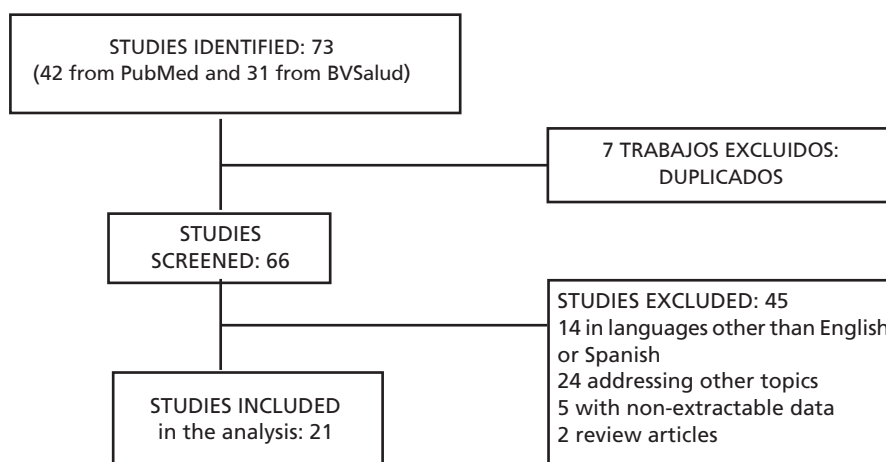 STUDIES IDENTIFIED: 73
(42 from PubMed and 31 from BVSalud)
7 TRABAJOS EXCLUIDOS:
DUPLICADOS
STUDIES
SCREENED: 66
STUDIES EXCLUDED: 45
14 in languages other than English
or Spanish
24 addressing other topics
5 with non-extractable data
2 review articles
STUDIES INCLUDED
in the analysis: 21